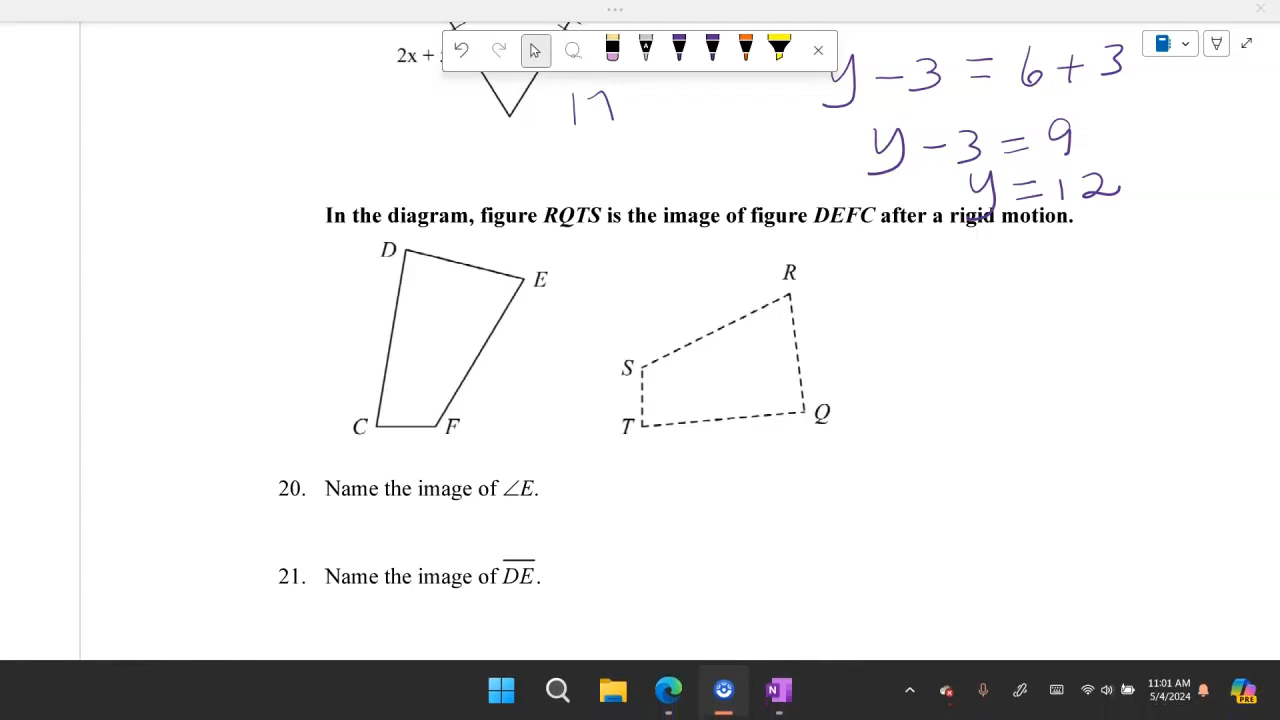 2x +
17
y - 3 = 6 + 3
y - 3 = 9
y = 12
In the diagram, figure RQTS is the image of figure DEFC after a rigid motion.
D
E
C
F
R
S
T
Q
20. Name the image of ∠E.
21. Name the image of D̅E̅.
11:01 AM
5/4/2024
PRE